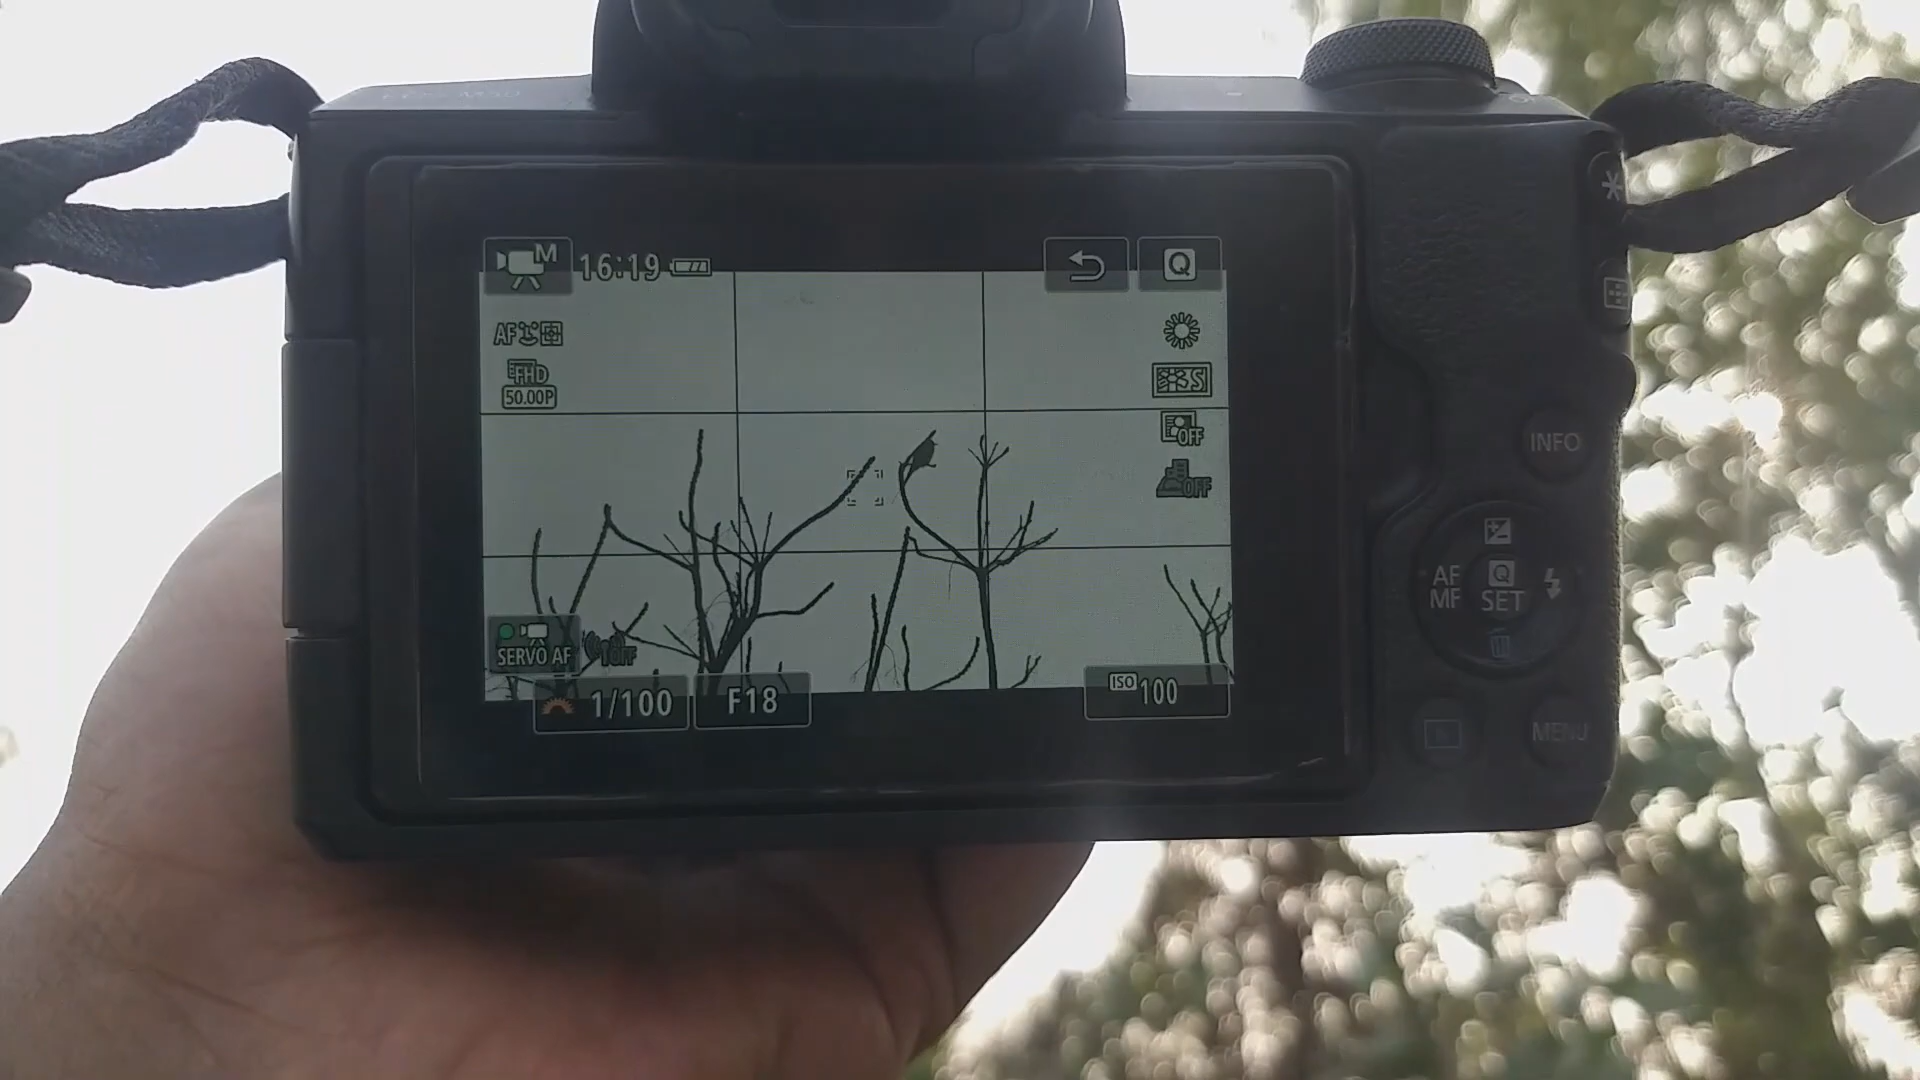 M 16:19 Q
AF
FHD
50.00P
S
OFF
OFF
SERVO AF
OFF
1/100 F18 ISO 100
INFO
AF
MF
Q
SET
MENU